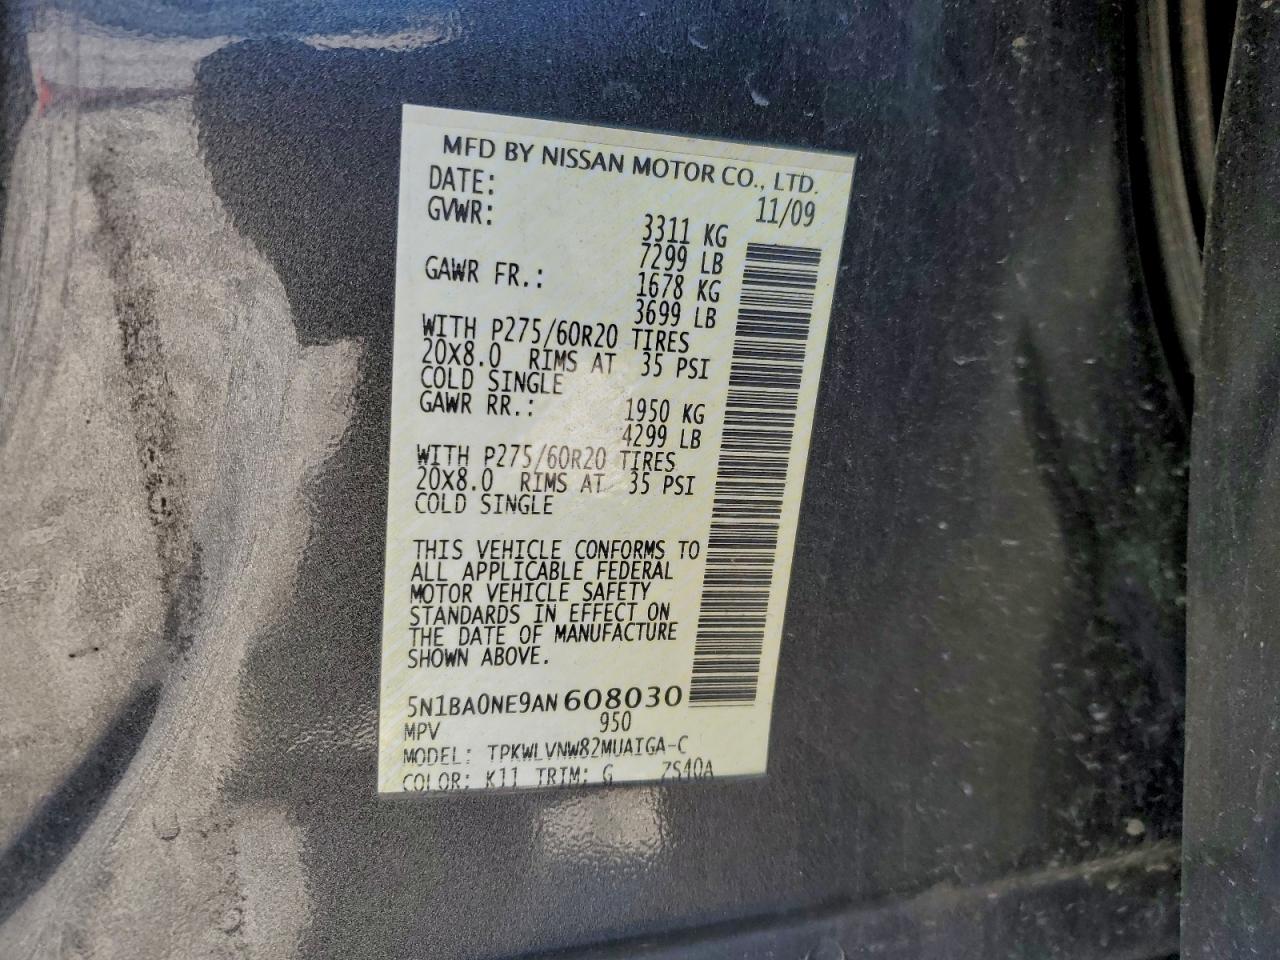 MFD BY NISSAN MOTOR CO., LTD.
DATE: 11/09
GVWR: 3311 KG
7299 LB
GAWR FR.: 1678 KG
3699 LB
WITH P275/60R20 TIRES
20X8.0 RIMS AT 35 PSI
COLD SINGLE
GAWR RR.: 1950 KG
4299 LB
WITH P275/60R20 TIRES
20X8.0 RIMS AT 35 PSI
COLD SINGLE
THIS VEHICLE CONFORMS TO
ALL APPLICABLE FEDERAL
MOTOR VEHICLE SAFETY
STANDARDS IN EFFECT ON
THE DATE OF MANUFACTURE
SHOWN ABOVE.
5N1BA0NE9AN608030
MPV 950
MODEL: TPKWLVNW82MUAIGA-C
COLOR: K11 TRIM: G ZS40A